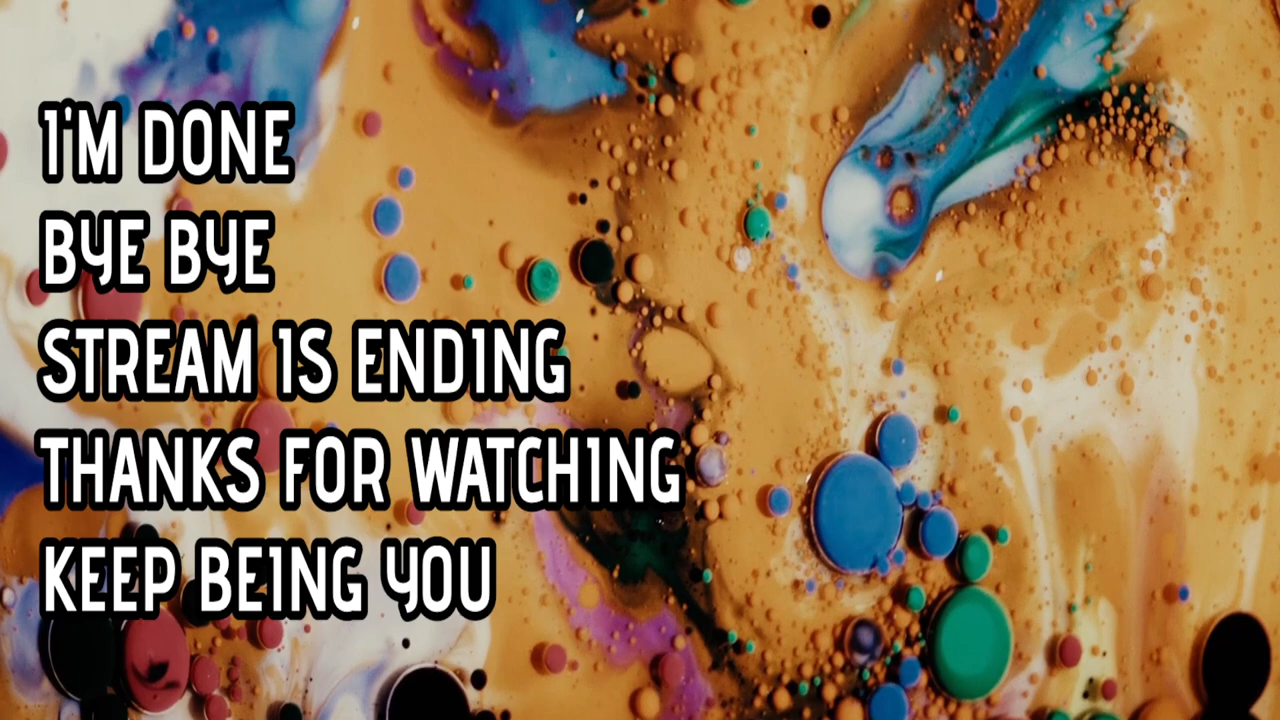 I'M DONE
BYE BYE
STREAM IS ENDING
THANKS FOR WATCHING
KEEP BEING YOU